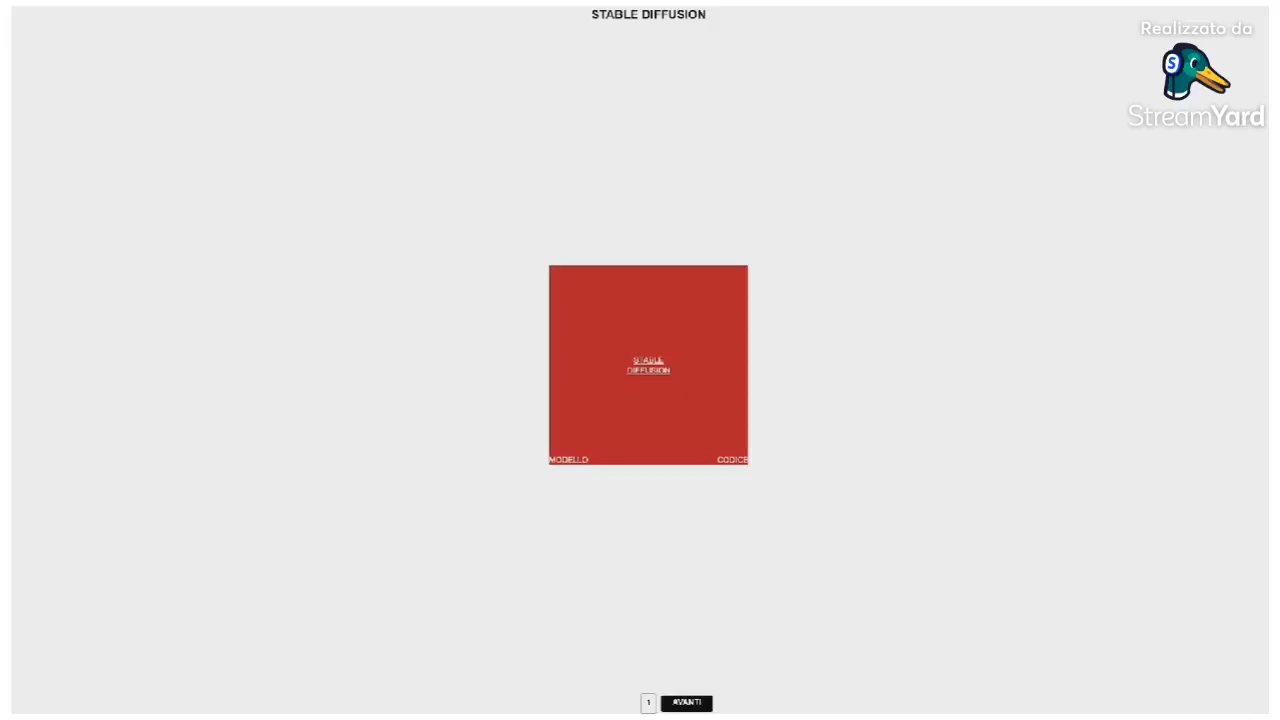 STABLE DIFFUSION
Realizzato da
S
StreamYard
STABLE
DIFFUSION
MODELLO CODICE
1 AVANTI